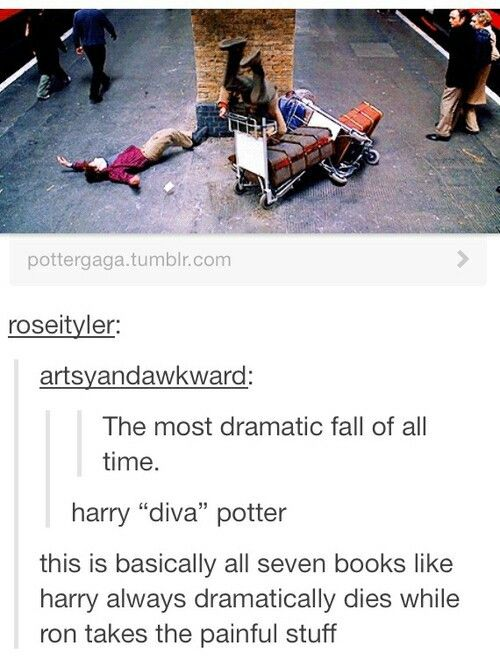 pottergaga.tumblr.com
roseityler:
artsyandawkward:
The most dramatic fall of all
time.
harry “diva” potter
this is basically all seven books like
harry always dramatically dies while
ron takes the painful stuff